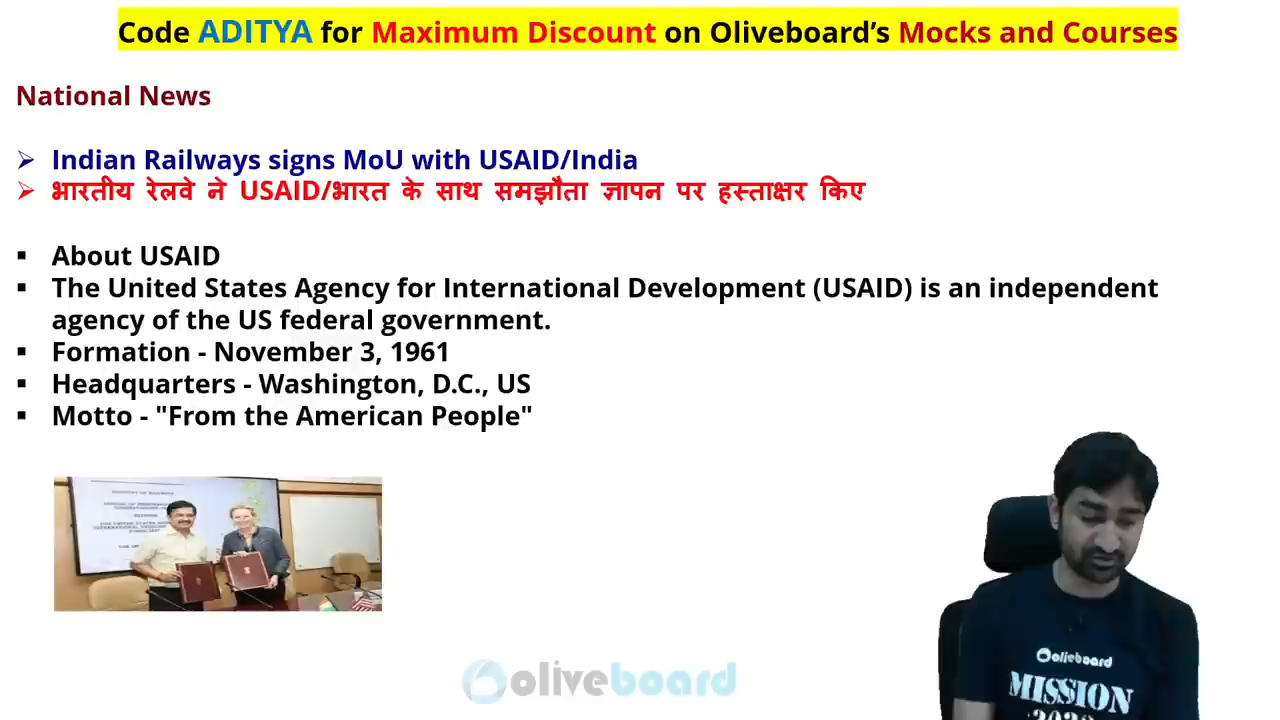 Code ADITYA for Maximum Discount on Oliveboard’s Mocks and Courses
National News
➢ Indian Railways signs MoU with USAID/India
➢ भारतीय रेलवे ने USAID/भारत के साथ समझौता ज्ञापन पर हस्ताक्षर किए
▪ About USAID
▪ The United States Agency for International Development (USAID) is an independent
agency of the US federal government.
▪ Formation - November 3, 1961
▪ Headquarters - Washington, D.C., US
▪ Motto - "From the American People"
oliveboard
MISSION
oliveboard